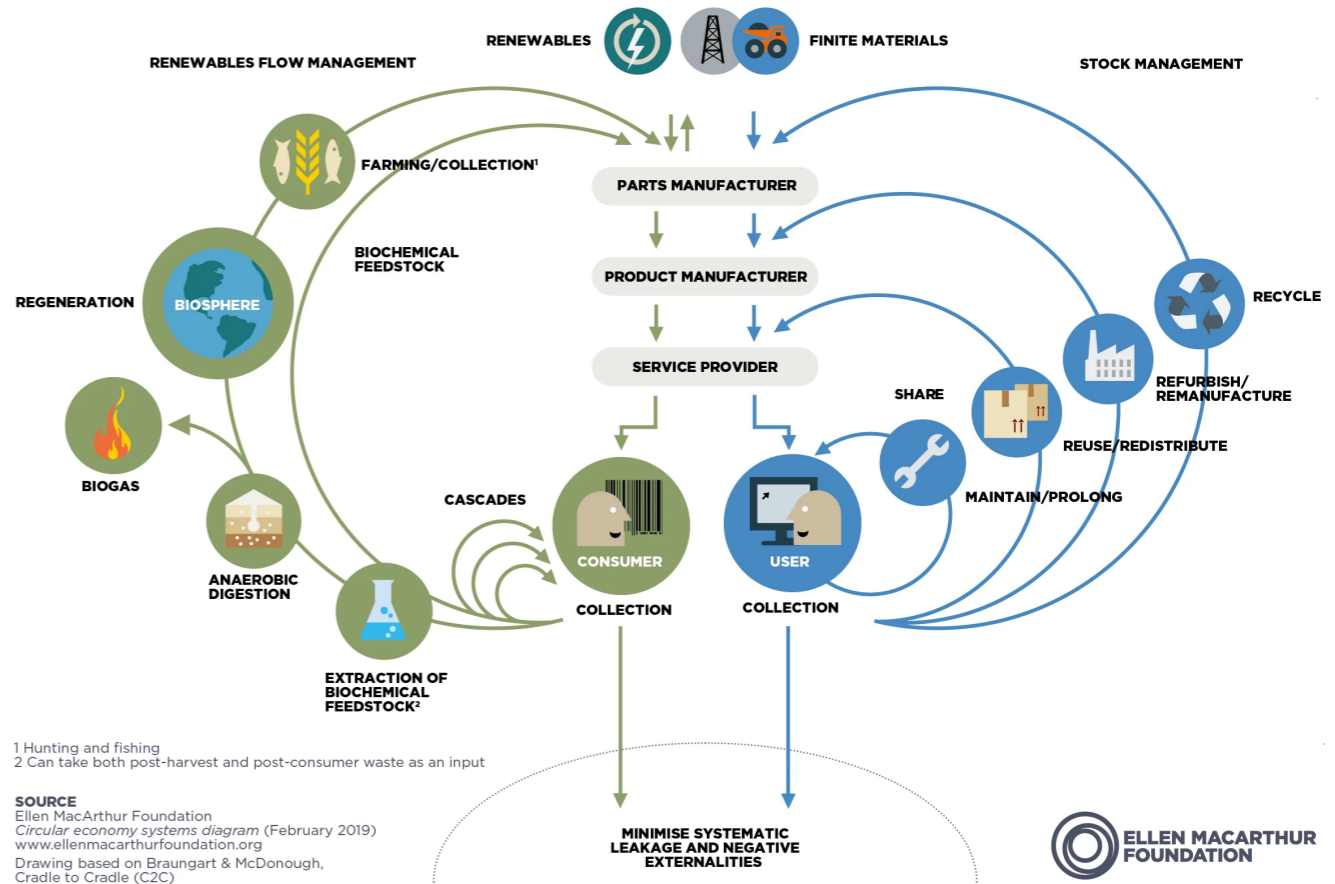 RENEWABLES
FINITE MATERIALS
RENEWABLES FLOW MANAGEMENT
STOCK MANAGEMENT
FARMING/COLLECTION¹
PARTS MANUFACTURER
BIOCHEMICAL
FEEDSTOCK
PRODUCT MANUFACTURER
REGENERATION
BIOSPHERE
RECYCLE
SERVICE PROVIDER
SHARE
REFURBISH/
REMANUFACTURE
REUSE/REDISTRIBUTE
BIOGAS
CASCADES
MAINTAIN/PROLONG
CONSUMER
USER
ANAEROBIC
DIGESTION
COLLECTION
COLLECTION
EXTRACTION OF
BIOCHEMICAL
FEEDSTOCK²
1 Hunting and fishing
2 Can take both post-harvest and post-consumer waste as an input
SOURCE
Ellen MacArthur Foundation
Circular economy systems diagram (February 2019)
www.ellenmacarthurfoundation.org
Drawing based on Braungart & McDonough,
Cradle to Cradle (C2C)
MINIMISE SYSTEMATIC
LEAKAGE AND NEGATIVE
EXTERNALITIES
ELLEN MACARTHUR
FOUNDATION